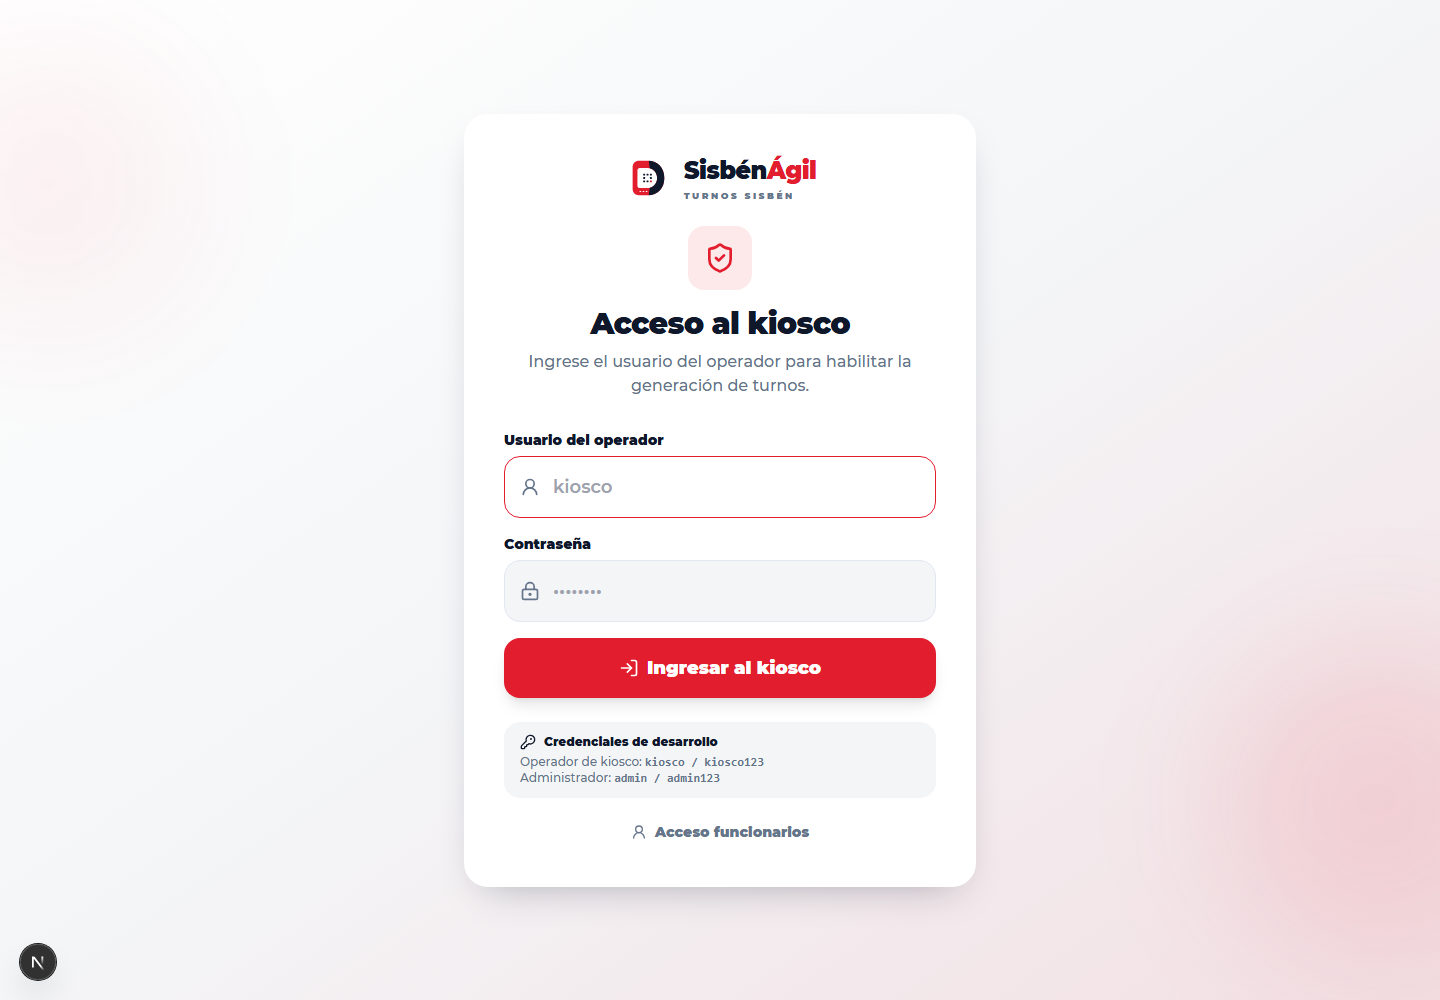 SisbénÁgil
TURNOS SISBÉN
Acceso al kiosco
Ingrese el usuario del operador para habilitar la
generación de turnos.
Usuario del operador
kiosco
Contraseña
••••••••
Ingresar al kiosco
Credenciales de desarrollo
Operador de kiosco: kiosco / kiosco123
Administrador: admin / admin123
Acceso funcionarios
N